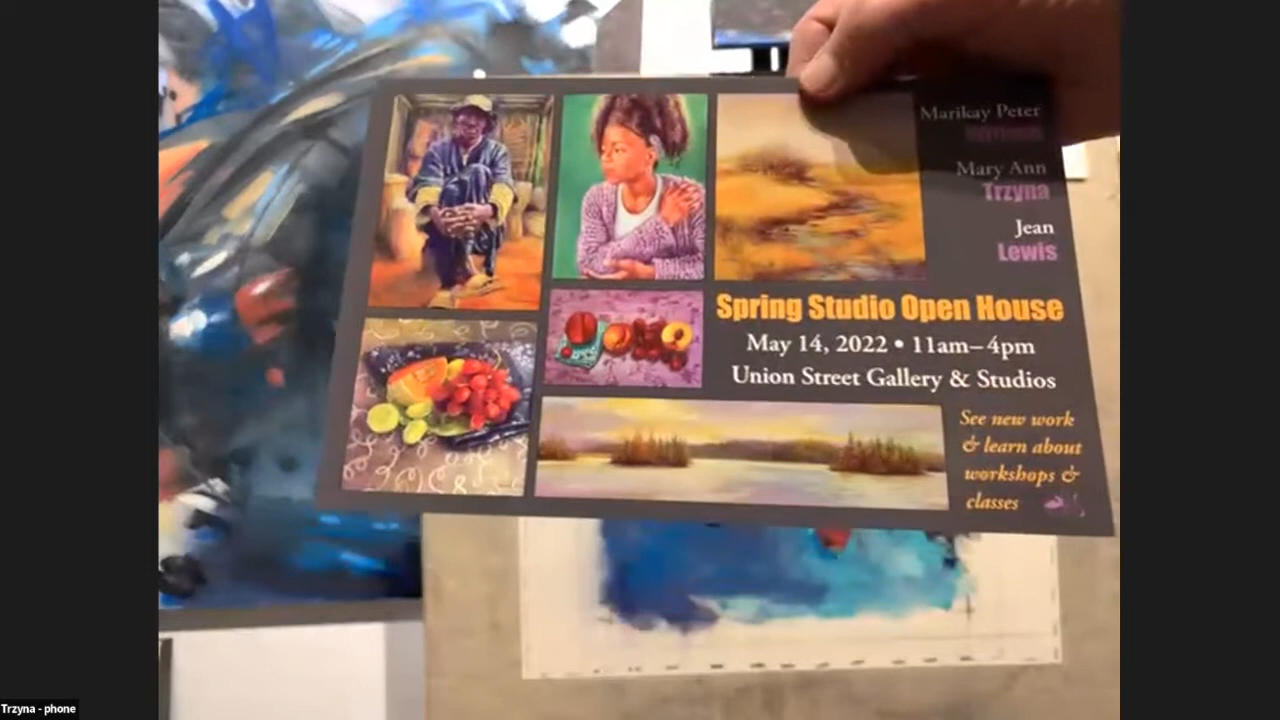 Marikay Peter
Mary Ann
Trzyna
Jean
Lewis
Spring Studio Open House
May 14, 2022 • 11am–4pm
Union Street Gallery & Studios
See new work
& learn about
workshops &
classes
Trzyna - phone